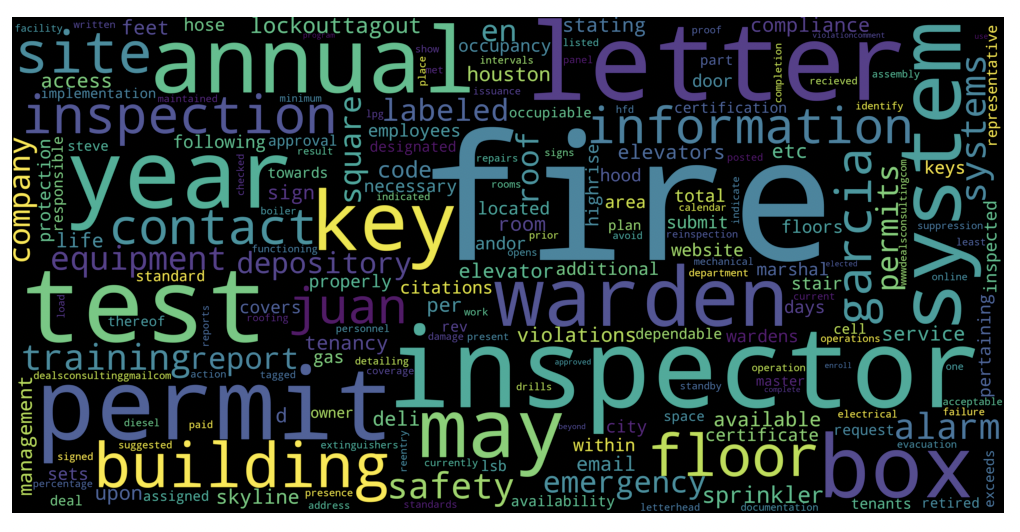 facility written feet hose lockouttagout en stating compliance proof violationcomment use
program show occupancy listed part panel
site annual letter system
place met intervals houston door completion recieved assembly
access issuance
implementation maintained minimum lpg labeled occupiable hfd certification identify representative
inspection square employees roof information systems
following approval designated repairs signs elevators posted etc
steve result code highrise hood keys
company protection responsible checked towards necessary rooms total indicate garcia
year sign key fire
indicated located area calendar submit permits
contact boiler prior room plan reinspection floors suppression
life functioning opens andor avoid website www.dealsconsultingcom least
equipment depository elevator additional mechanical marshal online inspected
standard properly citations warden department elected stair
test covers juan per work current days
load thereof rev violations dependable cell service
roofing personnel damage present wardens operations
reports tenancy gas detailing inspector operation one pertaining
training report coverage approved master enroll
dealsconsultinggmailcom action tagged drills standby complete acceptable
management permit d owner deli may space available electrical failure
diesel paid extinguishers city floor request alarm
signed suggested building beyond certificate box evacuation
percentage reentry currently lsb within email
sets safety emergency sprinkler tenants exceeds
deal upon assigned skyline presence address standards availability letterhead documentation retired